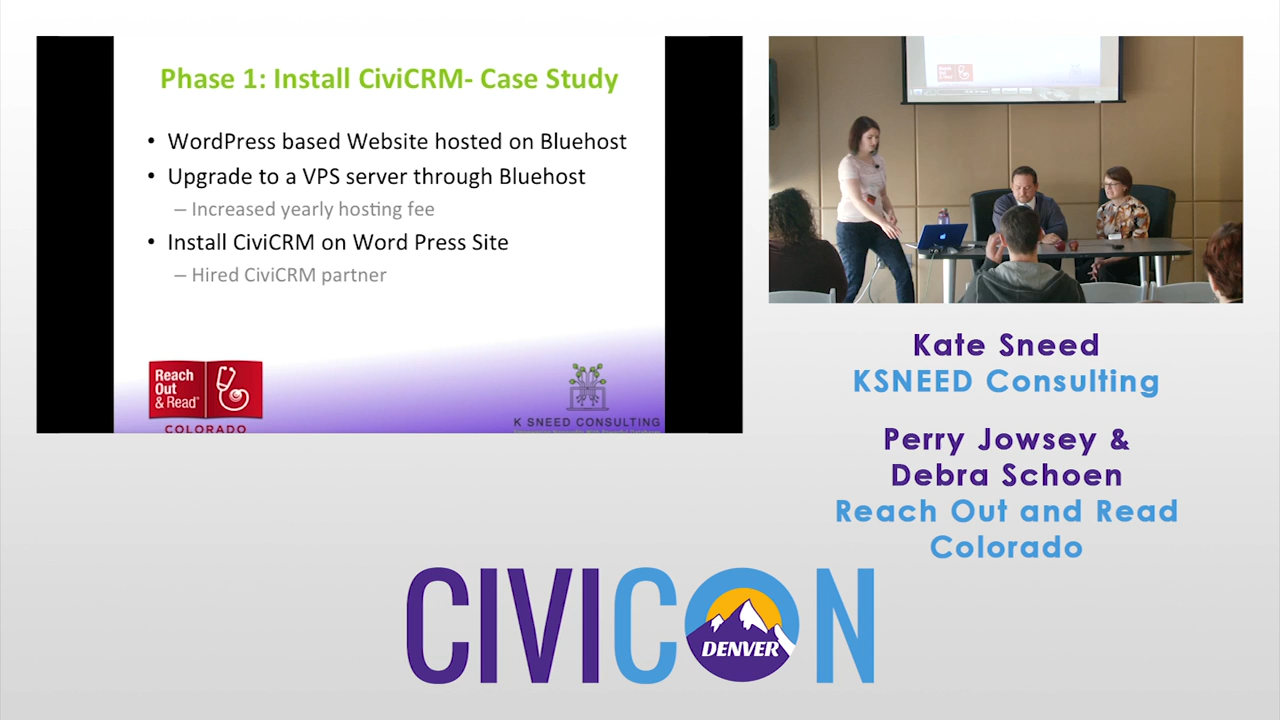 Phase 1: Install CiviCRM- Case Study
• WordPress based Website hosted on Bluehost
• Upgrade to a VPS server through Bluehost
– Increased yearly hosting fee
• Install CiviCRM on Word Press Site
– Hired CiviCRM partner
Reach
Out
& Read®
COLORADO
K SNEED CONSULTING
Kate Sneed
KSNEED Consulting
Perry Jowsey &
Debra Schoen
Reach Out and Read
Colorado
CIVICON
DENVER